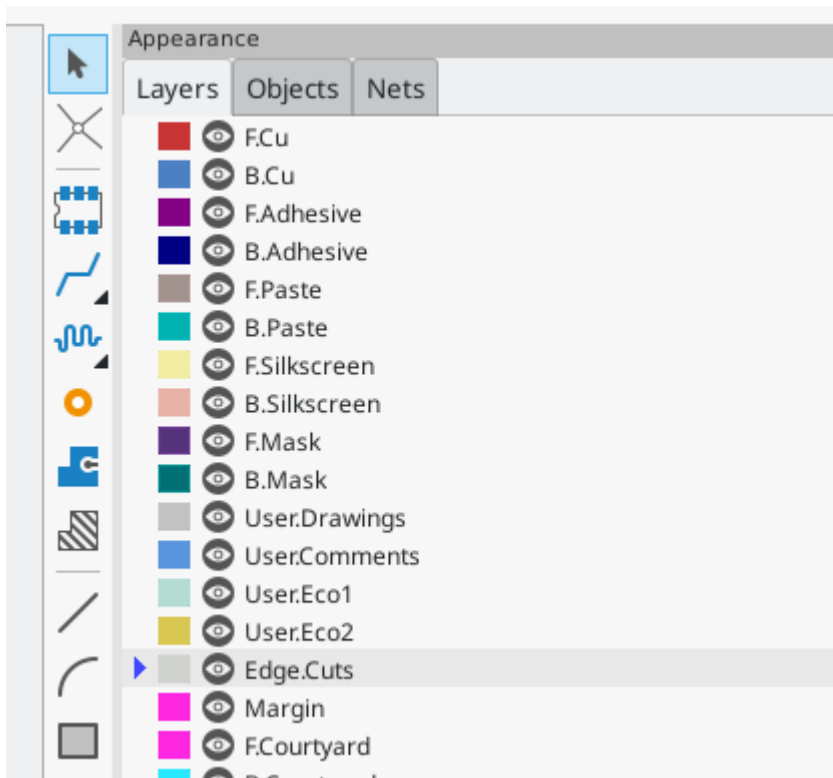 Appearance
Layers Objects Nets
F.Cu
B.Cu
F.Adhesive
B.Adhesive
F.Paste
B.Paste
F.Silkscreen
B.Silkscreen
F.Mask
B.Mask
User.Drawings
User.Comments
User.Eco1
User.Eco2
Edge.Cuts
Margin
F.Courtyard